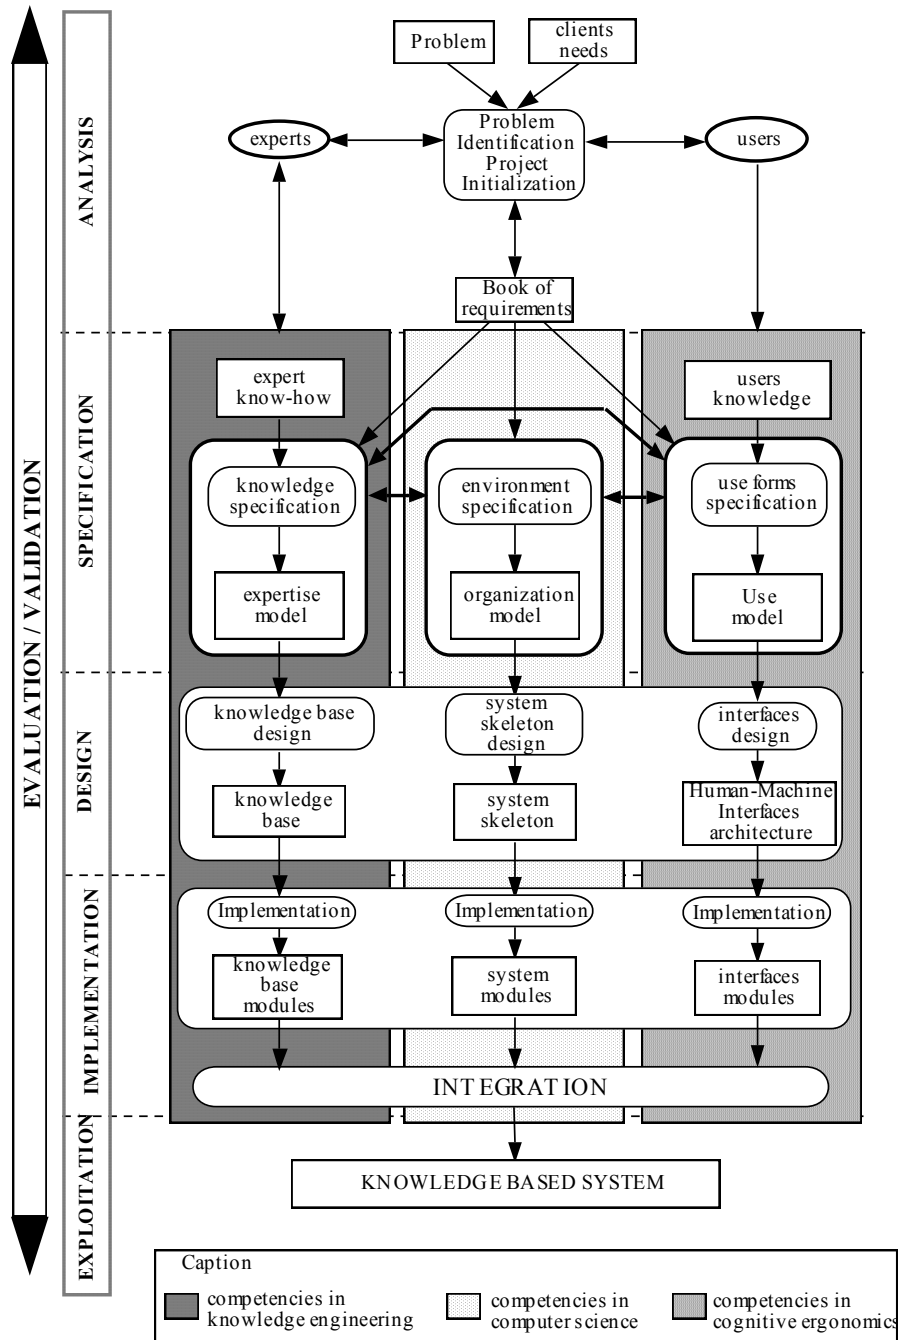 Problem
clients
needs
Problem
Identification
Project
Initialization
experts
users
Book of
requirements
expert
know-how
users
knowledge
knowledge
specification
environment
specification
use forms
specification
expertise
model
organization
model
Use
model
knowledge base
design
system
skeleton
design
interfaces
design
knowledge
base
system
skeleton
Human-Machine
Interfaces
architecture
Implementation
Implementation
Implementation
knowledge
base
modules
system
modules
interfaces
modules
INTEGRATION
KNOWLEDGE BASED SYSTEM
EVALUATION / VALIDATION
ANALYSIS
SPECIFICATION
DESIGN
IMPLEMENTATION
EXPLOITATION
Caption
competencies in
knowledge engineering
competencies in
computer science
competencies in
cognitive ergonomics